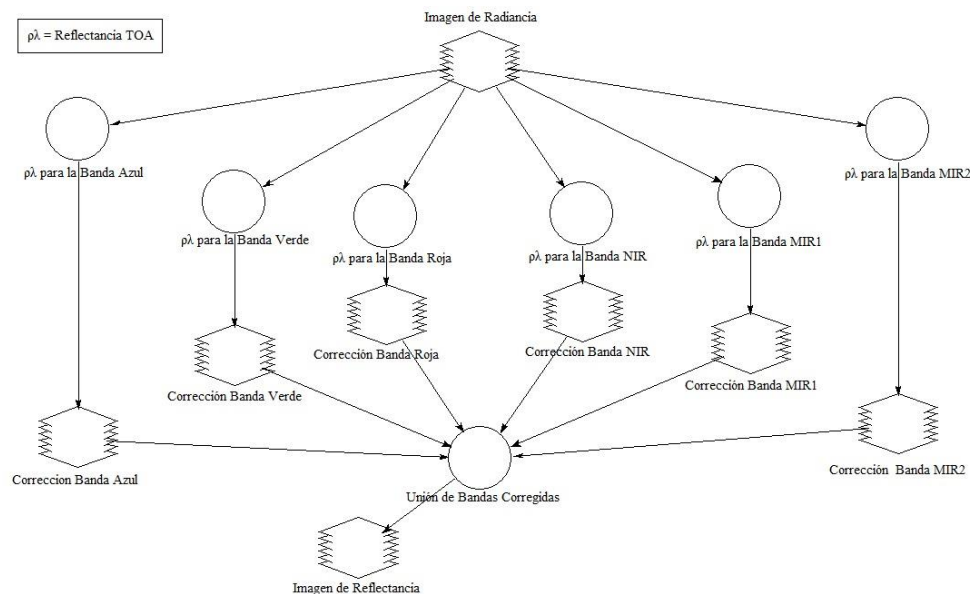 Imagen de Radiancia
ρλ = Reflectancia TOA
ρλ para la Banda Azul
ρλ para la Banda MIR2
ρλ para la Banda Verde
ρλ para la Banda Roja
ρλ para la Banda NIR
ρλ para la Banda MIR1
Corrección Banda Roja
Corrección Banda NIR
Corrección Banda Verde
Corrección Banda MIR1
Correccion Banda Azul
Corrección Banda MIR2
Unión de Bandas Corregidas
Imagen de Reflectancia